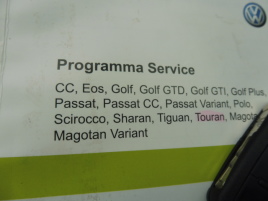 Programma Service
CC, Eos, Golf, Golf GTD, Golf GTI, Golf Plus,
Passat, Passat CC, Passat Variant, Polo,
Scirocco, Sharan, Tiguan, Touran, Magota
Magotan Variant